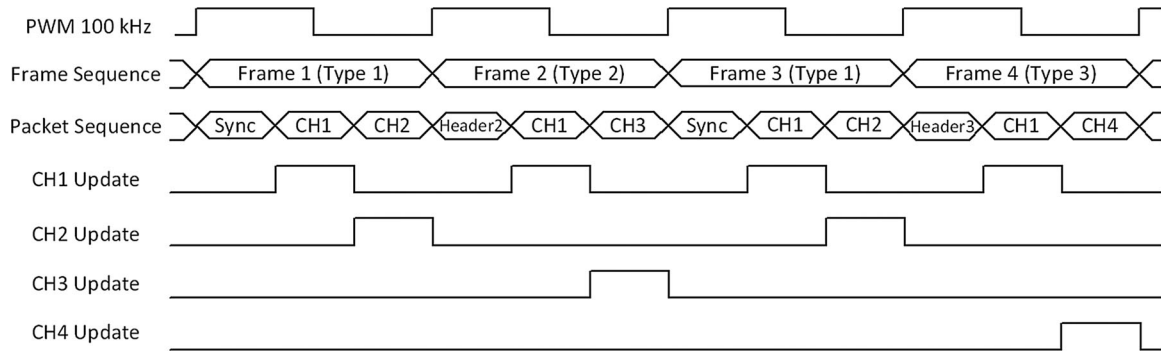 PWM 100 kHz
Frame Sequence Frame 1 (Type 1) Frame 2 (Type 2) Frame 3 (Type 1) Frame 4 (Type 3)
Packet Sequence Sync CH1 CH2 Header2 CH1 CH3 Sync CH1 CH2 Header3 CH1 CH4
CH1 Update
CH2 Update
CH3 Update
CH4 Update